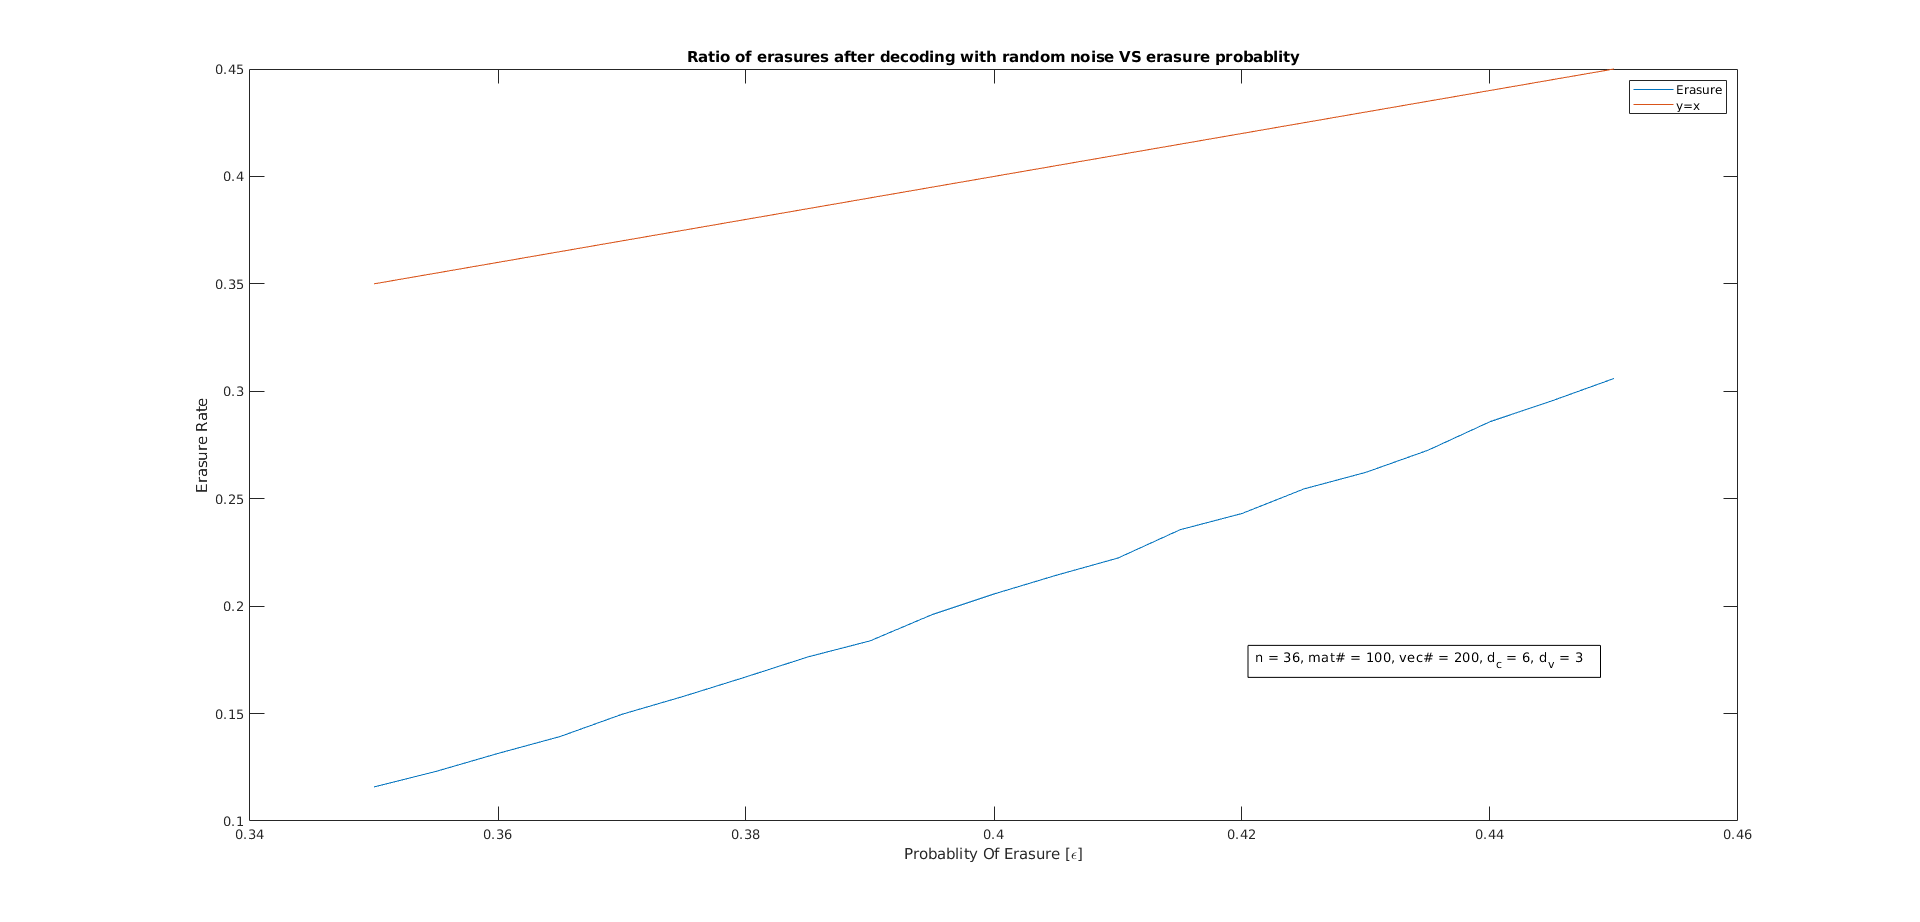 Ratio of erasures after decoding with random noise VS erasure probablity
0.45
0.4
0.35
0.3
0.25
0.2
0.15
0.1
Erasure Rate
Erasure
y=x
n = 36, mat# = 100, vec# = 200, d_c = 6, d_v = 3
0.34 0.36 0.38 0.4 0.42 0.44 0.46
Probablity Of Erasure [ϵ]